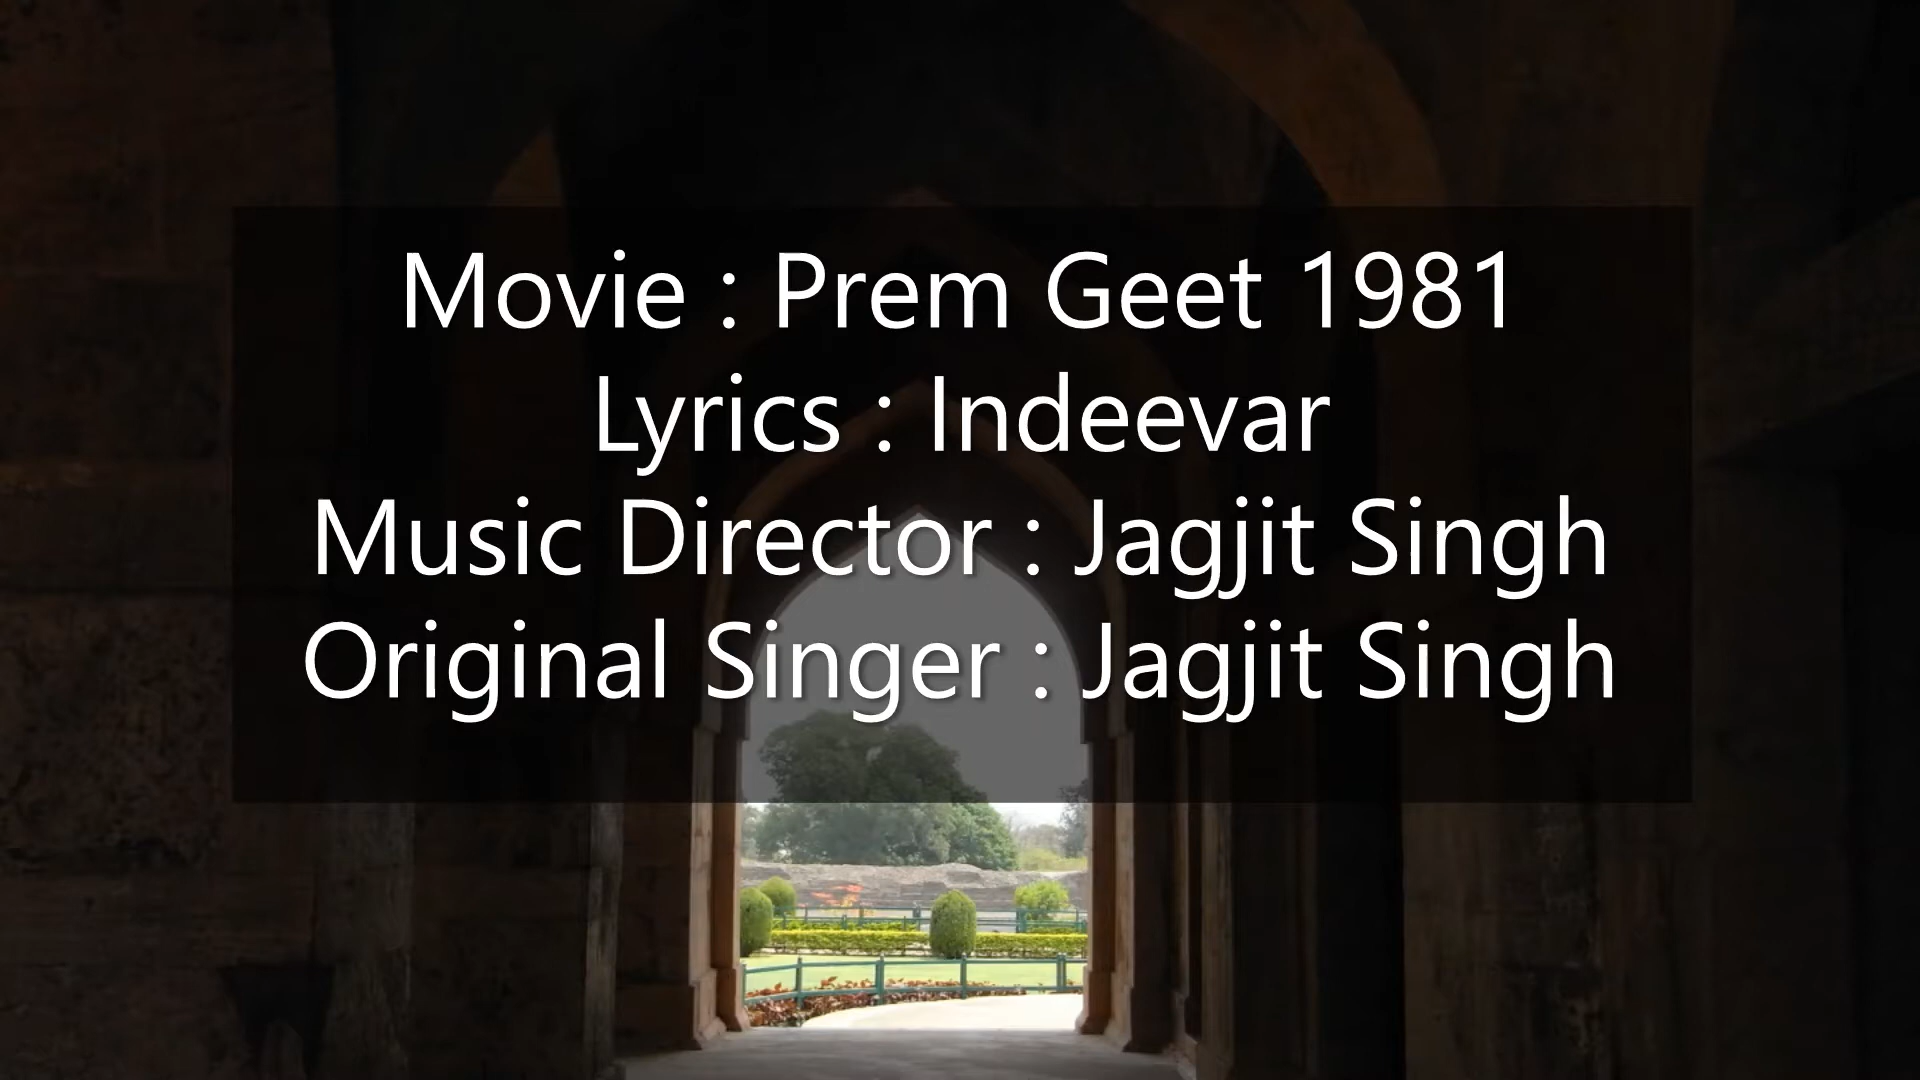 Movie : Prem Geet 1981
Lyrics : Indeevar
Music Director : Jagjit Singh
Original Singer : Jagjit Singh